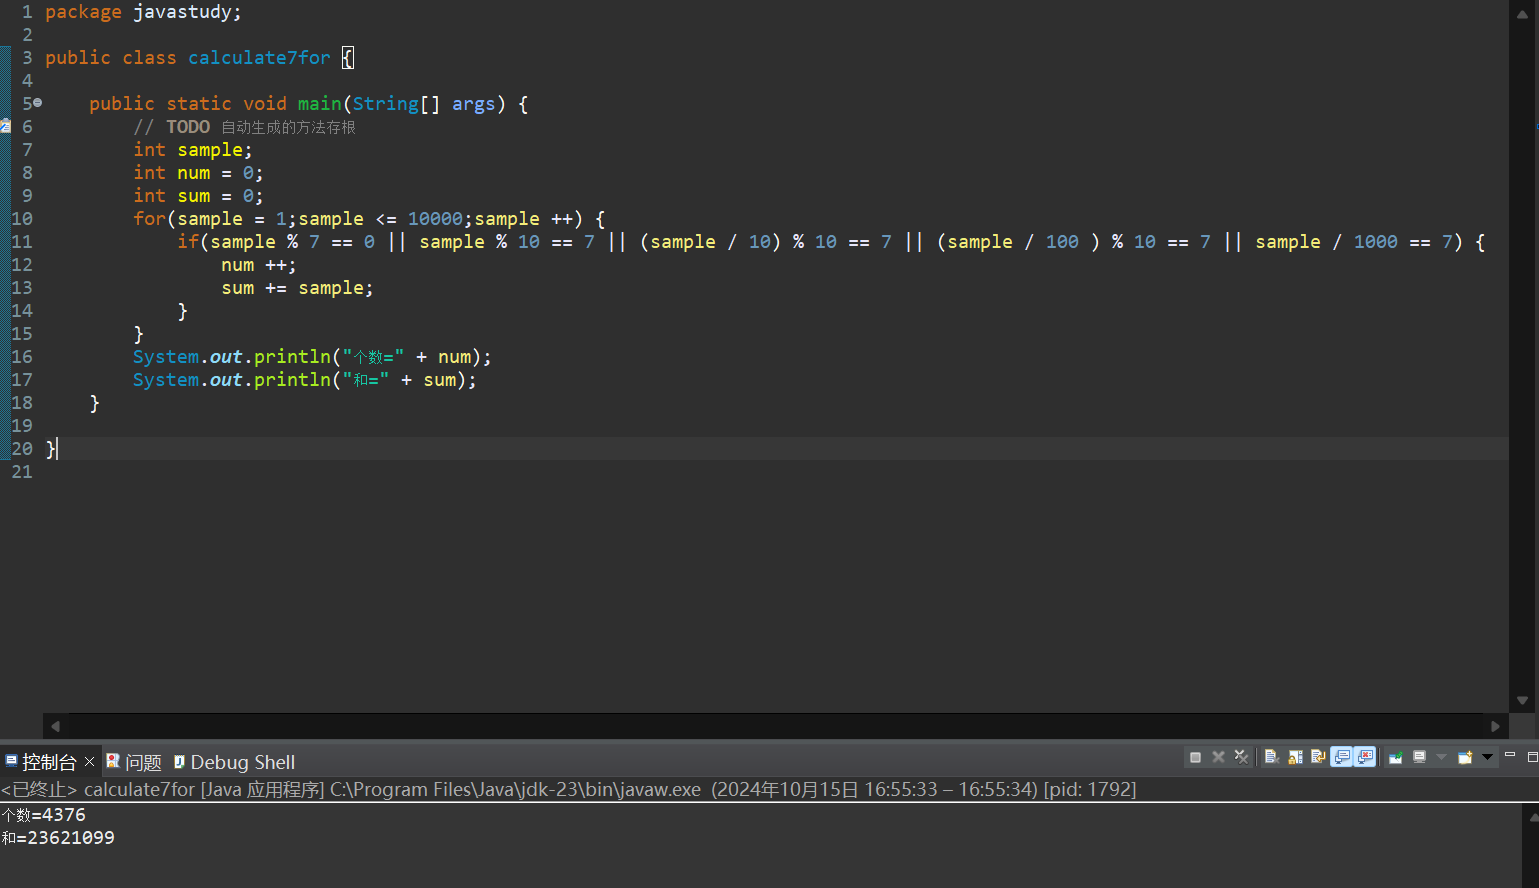 1 package javastudy;
2
3 public class calculate7for {
4
5 public static void main(String[] args) {
6 // TODO 自动生成的方法存根
7 int sample;
8 int num = 0;
9 int sum = 0;
10 for(sample = 1;sample <= 10000;sample ++) {
11 if(sample % 7 == 0 || sample % 10 == 7 || (sample / 10) % 10 == 7 || (sample / 100 ) % 10 == 7 || sample / 1000 == 7) {
12 num ++;
13 sum += sample;
14 }
15 }
16 System.out.println("个数=" + num);
17 System.out.println("和=" + sum);
18 }
19
20 }
21
控制台 × 问题 Debug Shell
<已终止> calculate7for [Java 应用程序] C:\Program Files\Java\jdk-23\bin\javaw.exe (2024年10月15日 16:55:33 – 16:55:34) [pid: 1792]
个数=4376
和=23621099